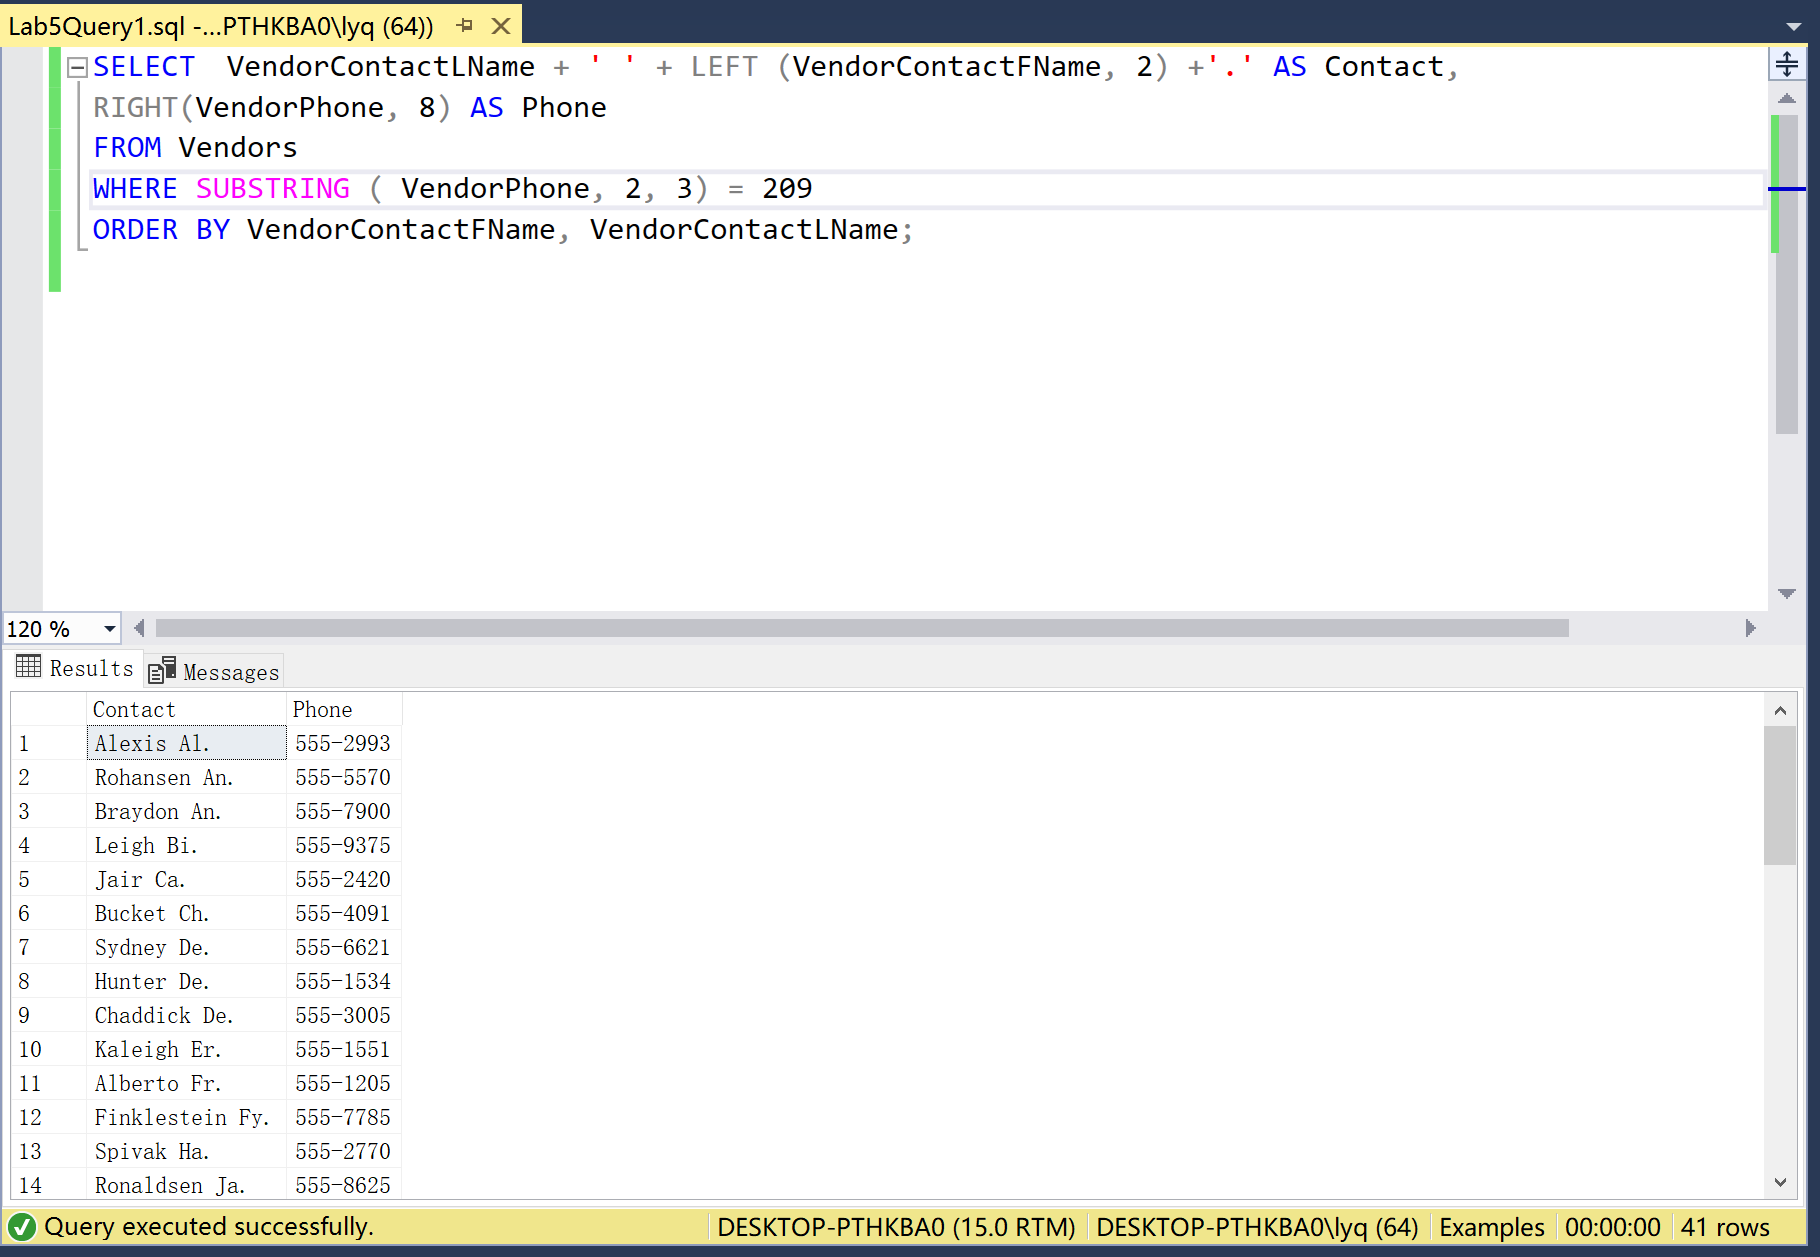 Lab5Query1.sql -...PTHKBA0\lyq (64))
SELECT  VendorContactLName + ' ' + LEFT (VendorContactFName, 2) +'.' AS Contact,
RIGHT(VendorPhone, 8) AS Phone
FROM Vendors
WHERE SUBSTRING ( VendorPhone, 2, 3) = 209
ORDER BY VendorContactFName, VendorContactLName;
120 %
Results Messages
Contact Phone
1 Alexis Al. 555-2993
2 Rohansen An. 555-5570
3 Braydon An. 555-7900
4 Leigh Bi. 555-9375
5 Jair Ca. 555-2420
6 Bucket Ch. 555-4091
7 Sydney De. 555-6621
8 Hunter De. 555-1534
9 Chaddick De. 555-3005
10 Kaleigh Er. 555-1551
11 Alberto Fr. 555-1205
12 Finklestein Fy. 555-7785
13 Spivak Ha. 555-2770
14 Ronaldsen Ja. 555-8625
Query executed successfully. DESKTOP-PTHKBA0 (15.0 RTM) DESKTOP-PTHKBA0\lyq (64) Examples 00:00:00 41 rows